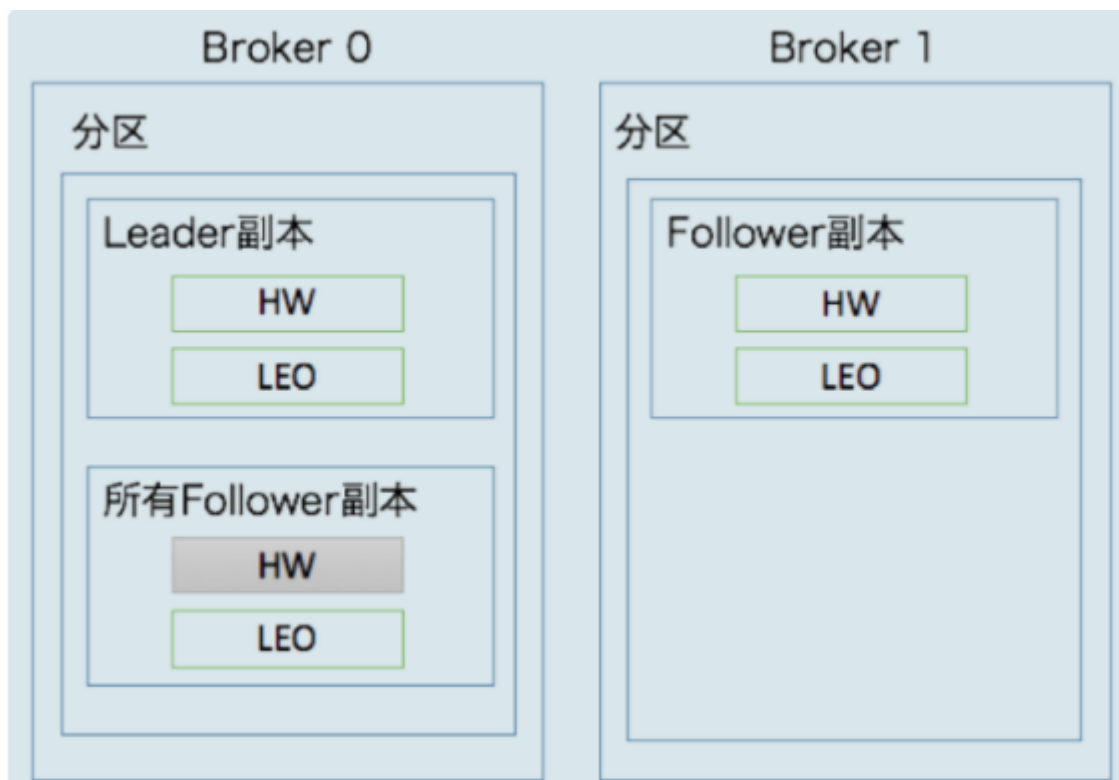 Broker 0
分区
Leader副本
HW
LEO
所有Follower副本
HW
LEO
Broker 1
分区
Follower副本
HW
LEO